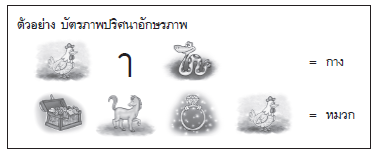 ตัวอย่าง บัตรภาพปริศนาอักษรภาพ
า = กาง
= หมวก